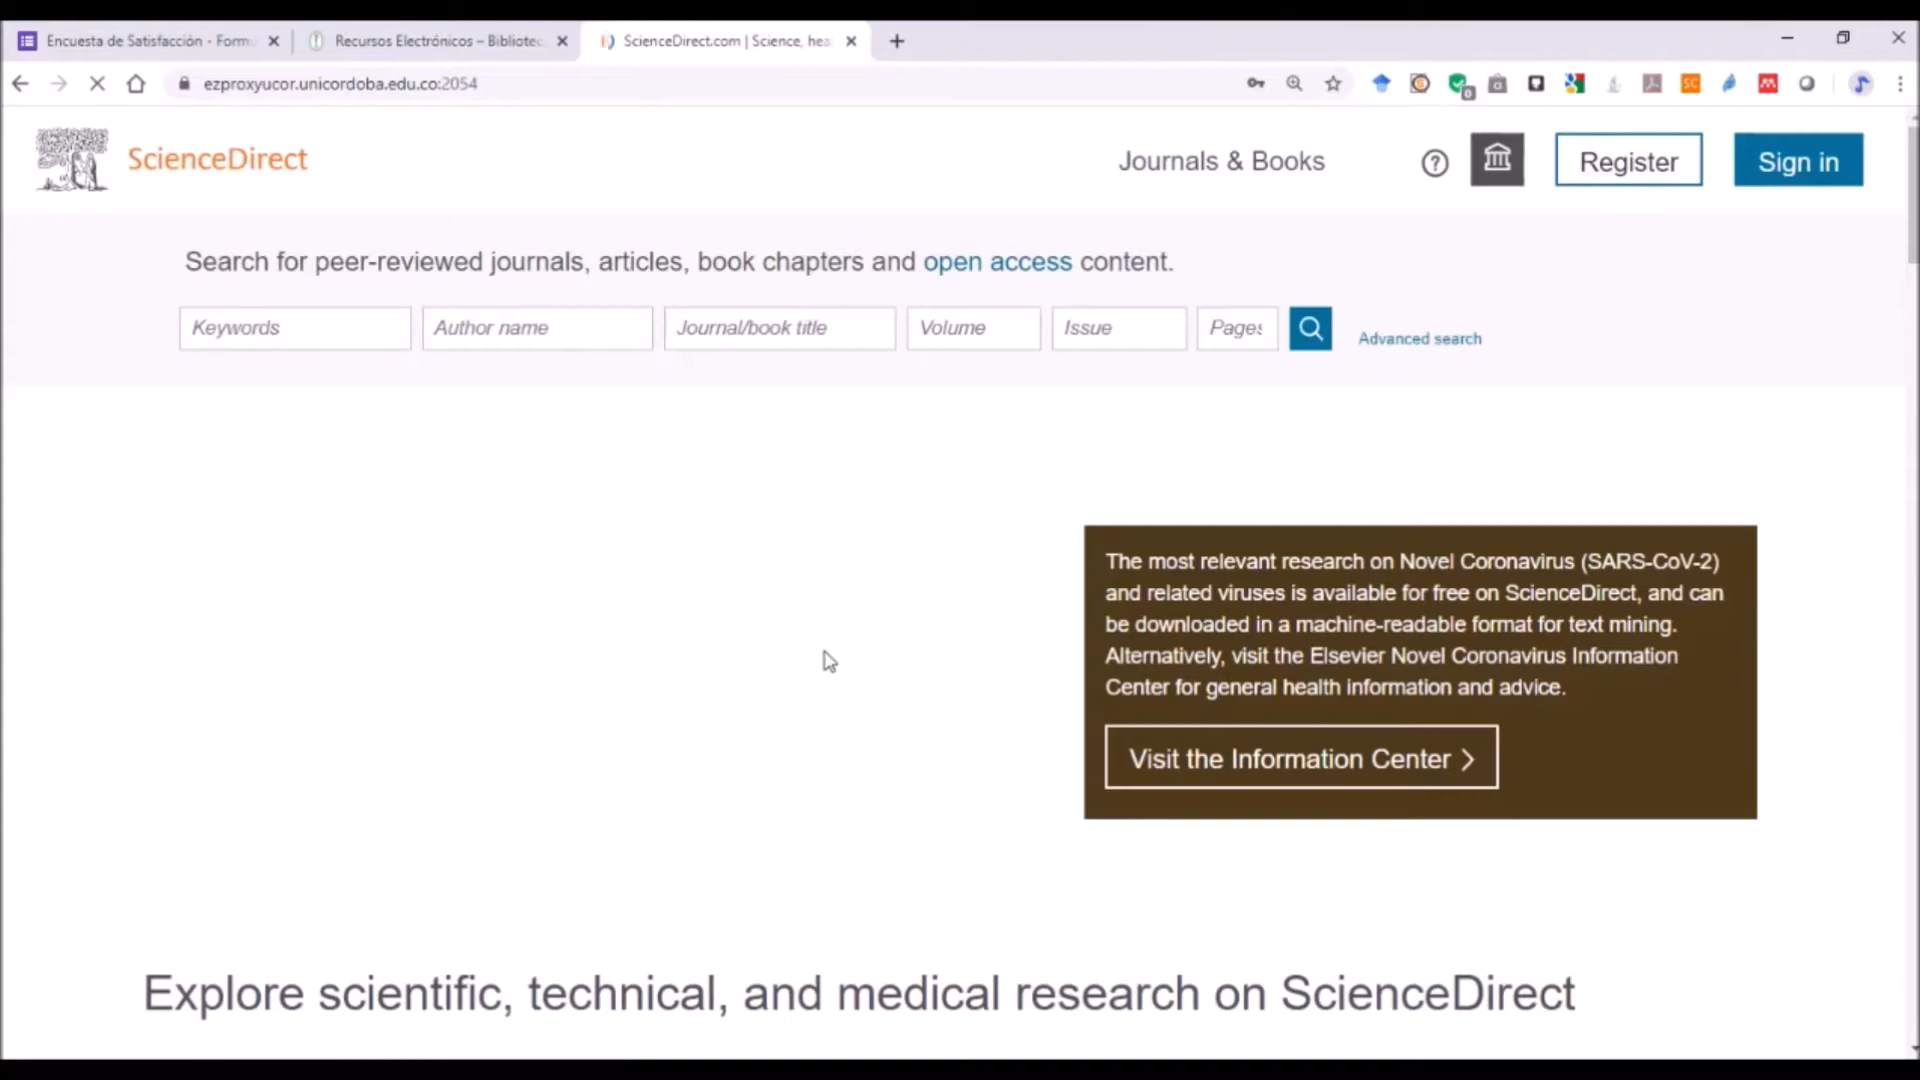 Encuesta de Satisfacción - Formu
Recursos Electrónicos – Bibliotec
ScienceDirect.com | Science, hea
ezproxyucor.unicordoba.edu.co:2054
ScienceDirect
Journals & Books
Register
Sign in
Search for peer-reviewed journals, articles, book chapters and open access content.
Keywords
Author name
Journal/book title
Volume
Issue
Pages
Advanced search
The most relevant research on Novel Coronavirus (SARS-CoV-2)
and related viruses is available for free on ScienceDirect, and can
be downloaded in a machine-readable format for text mining.
Alternatively, visit the Elsevier Novel Coronavirus Information
Center for general health information and advice.
Visit the Information Center
Explore scientific, technical, and medical research on ScienceDirect